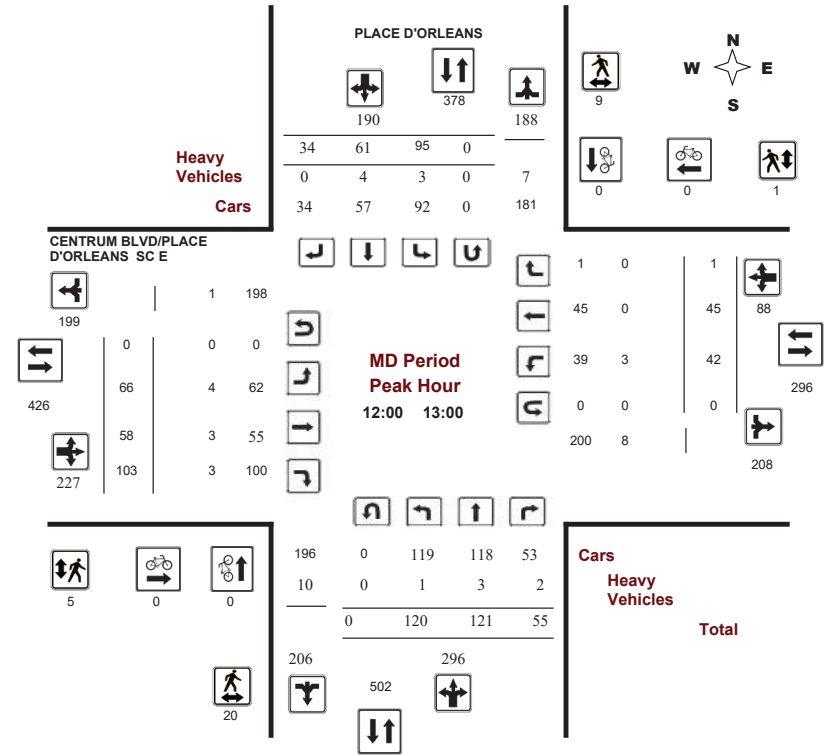 PLACE D'ORLEANS
N
W E
S
378
9
190 188
34 61 95 0
Heavy
Vehicles
0 4 3 0 7
Cars
34 57 92 0 181
0 0 1
CENTRUM BLVD/PLACE
D'ORLEANS SC E
1 198
199
1 0 1
88
0 0 0
45 0 45
MD Period
Peak Hour
12:00 13:00
66 4 62
39 3 42
296
426
0 0 0
58 3 55
200 8
103 3 100
227
208
196 0 119 118 53
Cars
10 0 1 3 2
Heavy
Vehicles
5 0 0
0 120 121 55
Total
206 296
502
20